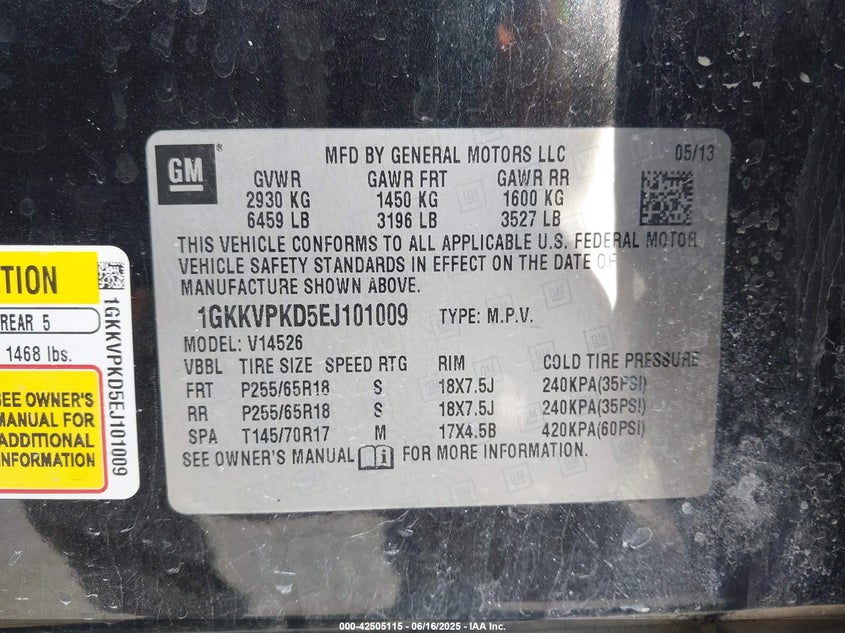 GM
MFD BY GENERAL MOTORS LLC 05/13
GVWR GAWR FRT GAWR RR
2930 KG 1450 KG 1600 KG
6459 LB 3196 LB 3527 LB
THIS VEHICLE CONFORMS TO ALL APPLICABLE U.S. FEDERAL MOTOR
VEHICLE SAFETY STANDARDS IN EFFECT ON THE DATE OF
MANUFACTURE SHOWN ABOVE.
1GKKVPKD5EJ101009 TYPE: M.P.V.
MODEL: V14526
VBBL TIRE SIZE SPEED RTG RIM COLD TIRE PRESSURE
FRT P255/65R18 S 18X7.5J 240KPA(35PSI)
RR P255/65R18 S 18X7.5J 240KPA(35PSI)
SPA T145/70R17 M 17X4.5B 420KPA(60PSI)
SEE OWNER'S MANUAL FOR MORE INFORMATION.
TION
REAR 5
1468 lbs.
SEE OWNER'S
MANUAL FOR
ADDITIONAL
INFORMATION
1GKKVPKD5EJ101009
000-42505115 - 06/16/2025 - IAA Inc.